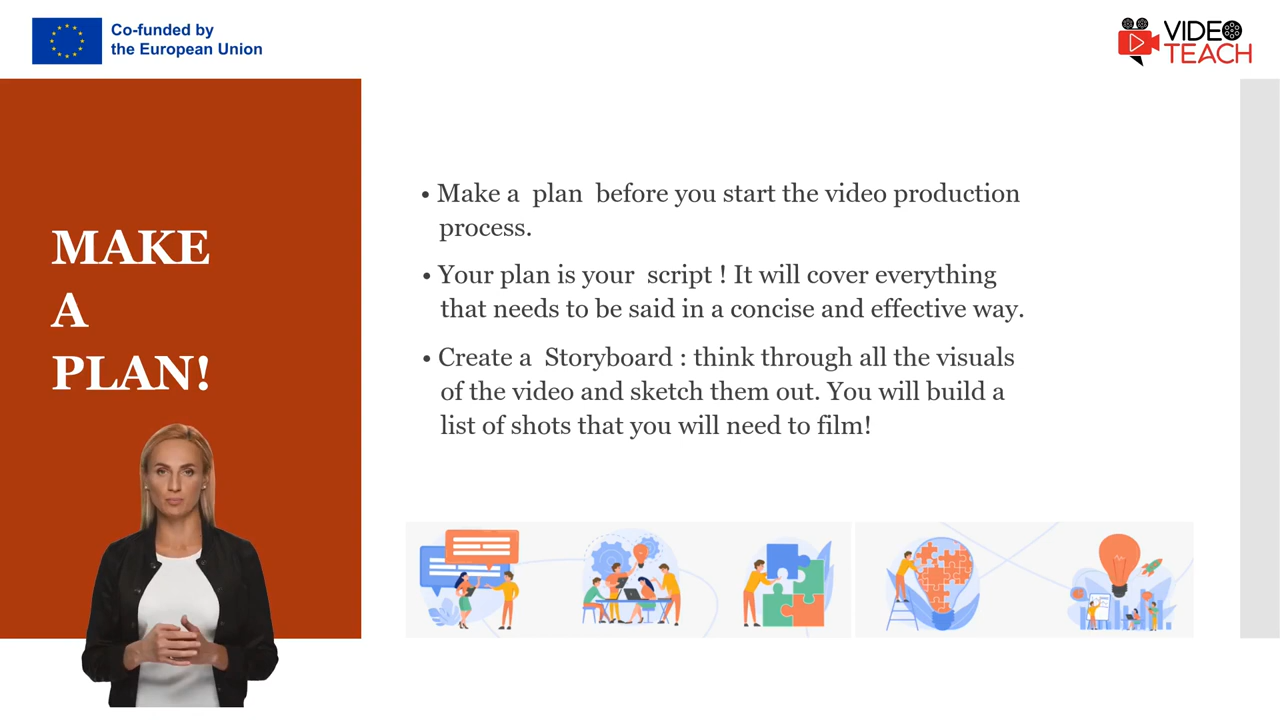 Co-funded by
the European Union
VIDEO
TEACH
MAKE
A
PLAN!
• Make a plan before you start the video production
process.
• Your plan is your script ! It will cover everything
that needs to be said in a concise and effective way.
• Create a Storyboard : think through all the visuals
of the video and sketch them out. You will build a
list of shots that you will need to film!